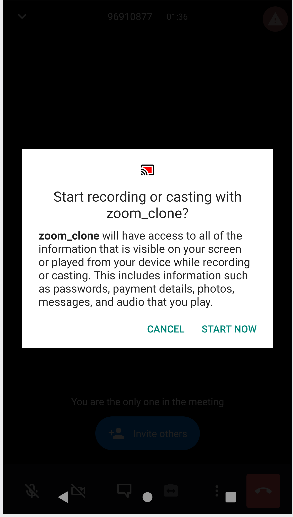 96910877 01:36
Start recording or casting with
zoom_clone?
zoom_clone will have access to all of the
information that is visible on your screen
or played from your device while recording
or casting. This includes information such
as passwords, payment details, photos,
messages, and audio that you play.
CANCEL START NOW
You are the only one in the meeting
Invite others